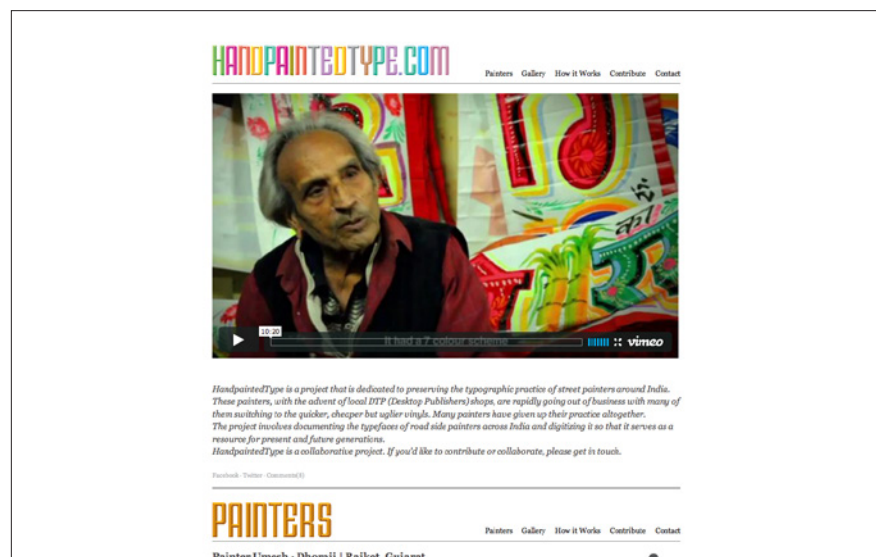 HANDPAINTEDTYPE.COM
Painters Gallery How it Works Contribute Contact
10:20
It had a 7 colour scheme
vimeo
HandpaintedType is a project that is dedicated to preserving the typographic practice of street painters around India.
These painters, with the advent of local DTP (Desktop Publishers) shops, are rapidly going out of business with many of
them switching to the quicker, cheaper but uglier vinyls. Many painters have given up their practice altogether.
The project involves documenting the typefaces of road side painters across India and digitizing it so that it serves as a
resource for present and future generations.
HandpaintedType is a collaborative project. If you'd like to contribute or collaborate, please get in touch.
Facebook · Twitter · Comments(8)
PAINTERS
Painters Gallery How it Works Contribute Contact